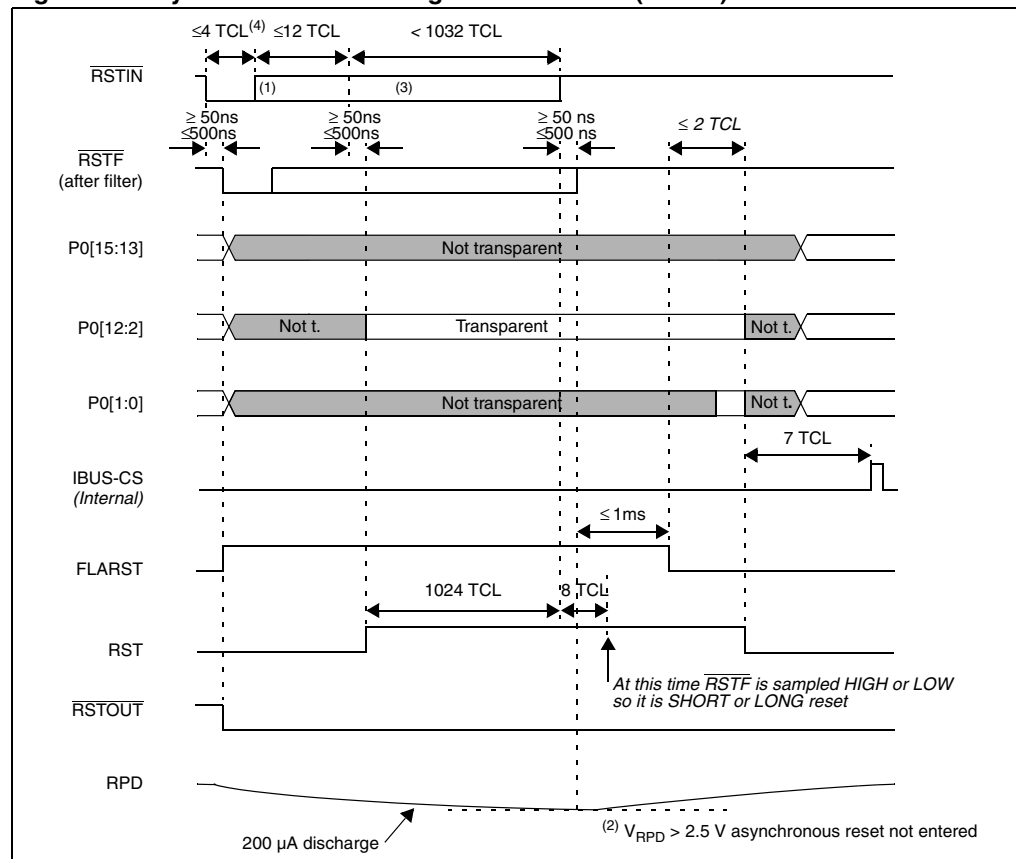 ≤4 TCL(4) ≤12 TCL < 1032 TCL
RSTIN
(1) (3)
≥ 50ns ≥ 50ns ≥ 50 ns
≤500ns ≤500ns ≤500 ns
≤ 2 TCL
RSTF
(after filter)
P0[15:13] Not transparent
P0[12:2] Not t. Transparent Not t.
P0[1:0] Not transparent Not t.
7 TCL
IBUS-CS
(Internal)
≤ 1ms
FLARST
1024 TCL 8 TCL
RST
At this time RSTF is sampled HIGH or LOW
so it is SHORT or LONG reset
RSTOUT
RPD
200 µA discharge
(2) VRPD > 2.5 V asynchronous reset not entered